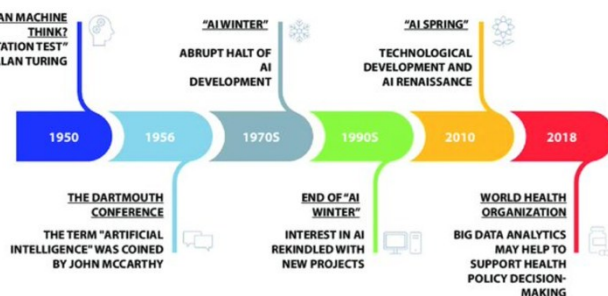 AN MACHINE
THINK?
TATION TEST"
LAN TURING
"AI WINTER"
ABRUPT HALT OF
AI
DEVELOPMENT
"AI SPRING"
TECHNOLOGICAL
DEVELOPMENT AND
AI RENAISSANCE
1950
1956
1970S
1990S
2010
2018
THE DARTMOUTH
CONFERENCE
THE TERM "ARTIFICIAL
INTELLIGENCE" WAS COINED
BY JOHN MCCARTHY
END OF "AI
WINTER"
INTEREST IN AI
REKINDLED WITH
NEW PROJECTS
WORLD HEALTH
ORGANIZATION
BIG DATA ANALYTICS
MAY HELP TO
SUPPORT HEALTH
POLICY DECISION-
MAKING